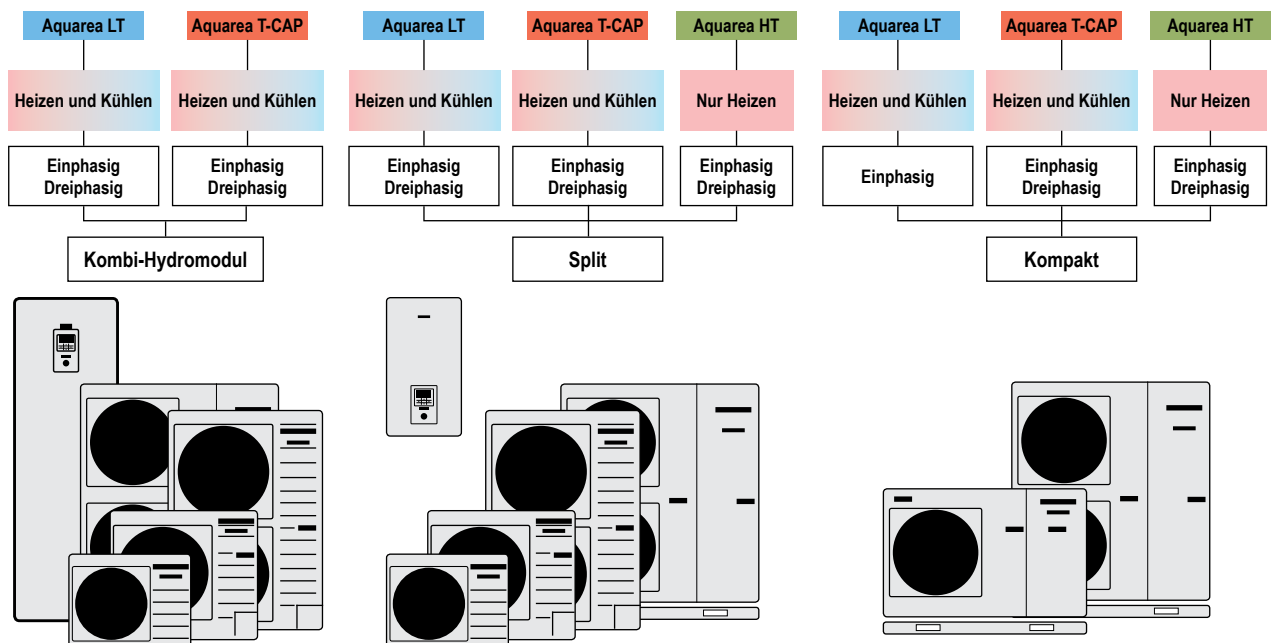 Aquarea LT
Aquarea T-CAP
Heizen und Kühlen
Heizen und Kühlen
Einphasig
Dreiphasig
Einphasig
Dreiphasig
Kombi-Hydromodul
Aquarea LT
Aquarea T-CAP
Aquarea HT
Heizen und Kühlen
Heizen und Kühlen
Nur Heizen
Einphasig
Dreiphasig
Einphasig
Dreiphasig
Einphasig
Dreiphasig
Split
Aquarea LT
Aquarea T-CAP
Aquarea HT
Heizen und Kühlen
Heizen und Kühlen
Nur Heizen
Einphasig
Einphasig
Dreiphasig
Einphasig
Dreiphasig
Kompakt